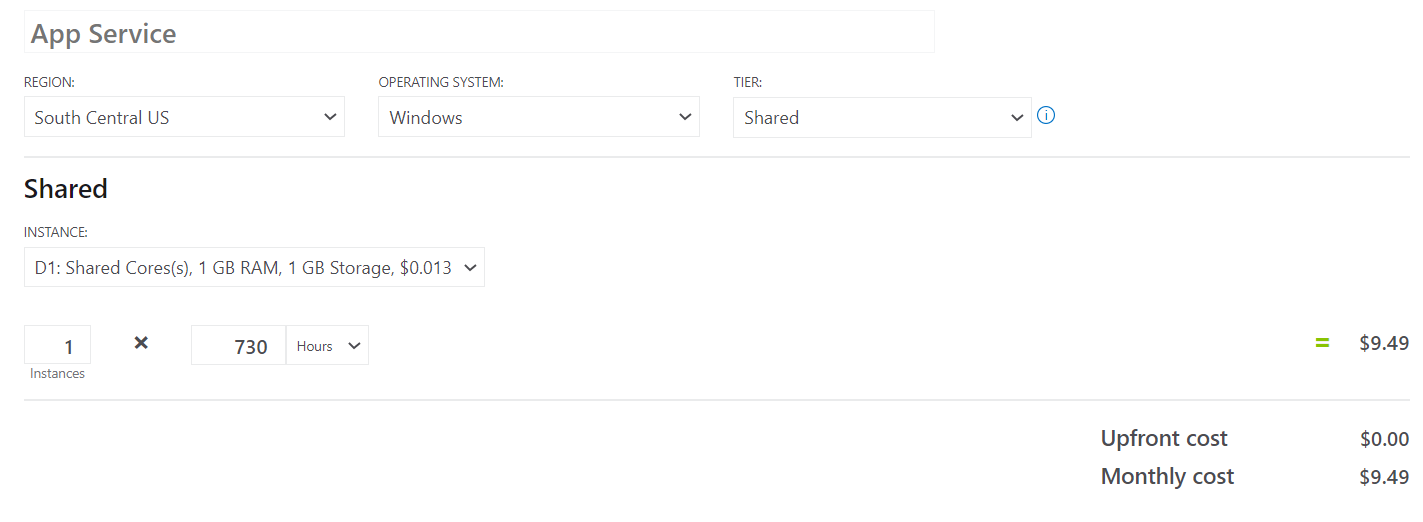 App Service
REGION: OPERATING SYSTEM: TIER:
South Central US Windows Shared
Shared
INSTANCE:
D1: Shared Cores(s), 1 GB RAM, 1 GB Storage, $0.013
1 × 730 Hours = $9.49
Instances
Upfront cost $0.00
Monthly cost $9.49